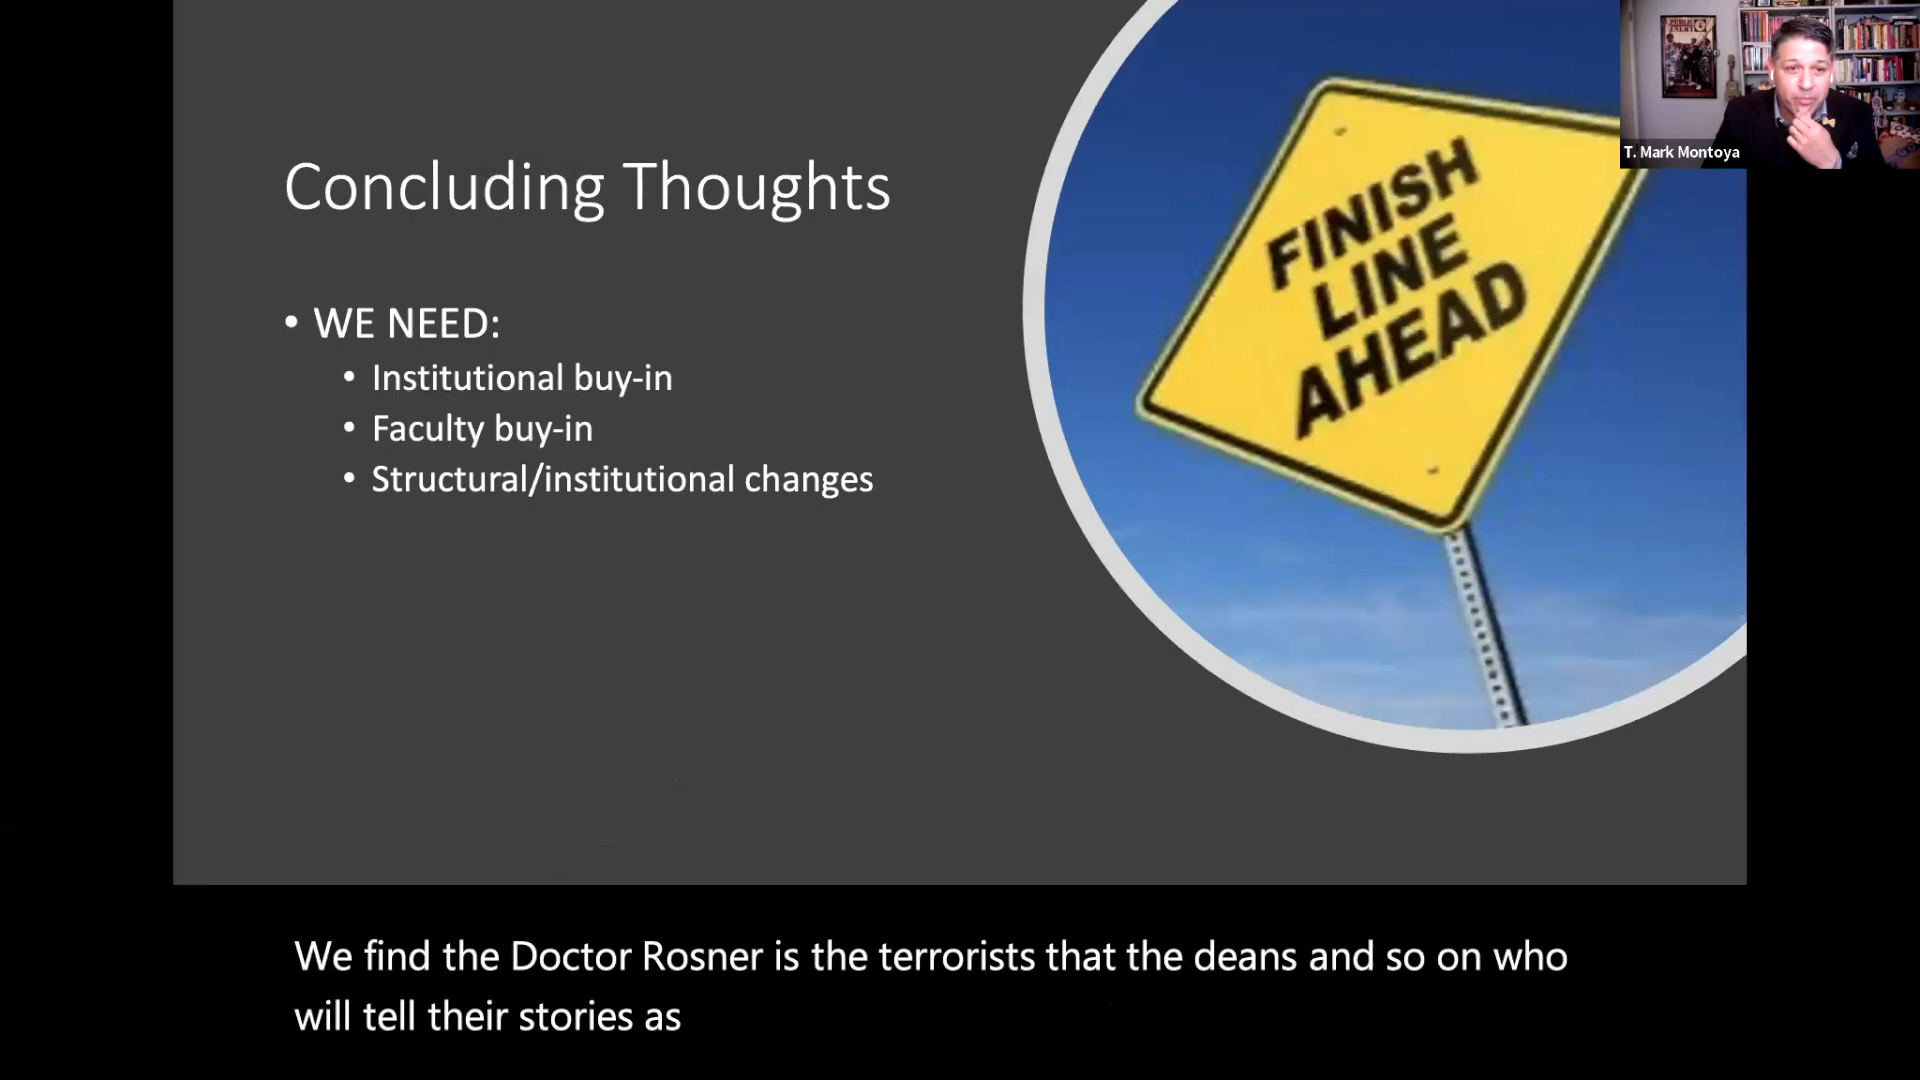 Concluding Thoughts
• WE NEED:
• Institutional buy-in
• Faculty buy-in
• Structural/institutional changes
FINISH
LINE
AHEAD
PUBLIC
ENEMY
T. Mark Montoya
We find the Doctor Rosner is the terrorists that the deans and so on who
will tell their stories as